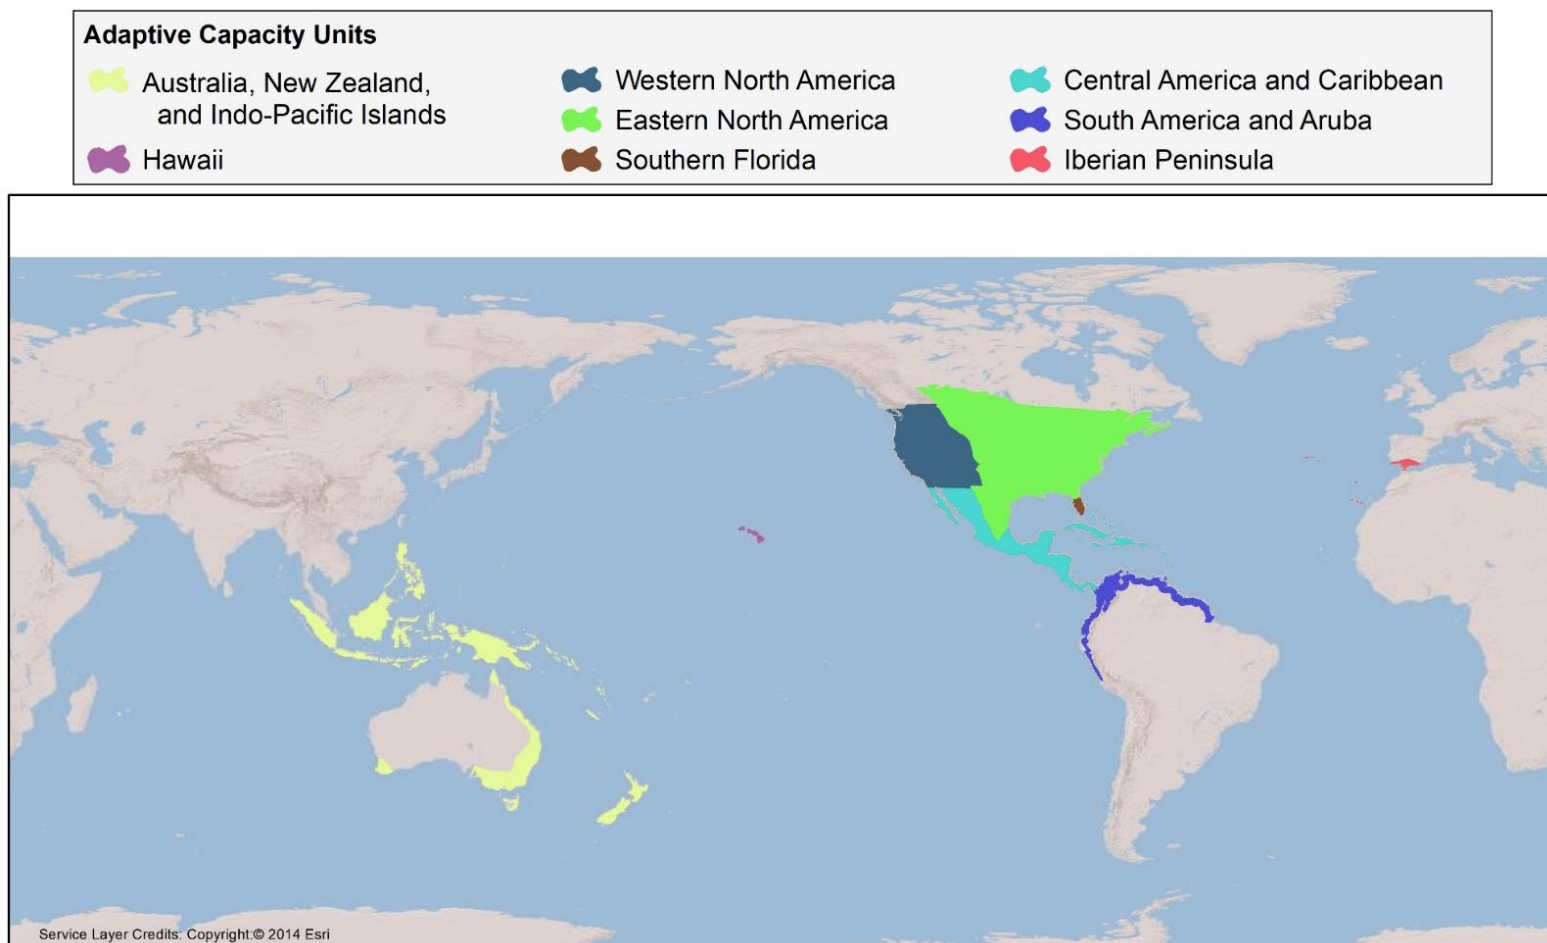 Adaptive Capacity Units
Australia, New Zealand,
and Indo-Pacific Islands
Hawaii
Western North America
Eastern North America
Southern Florida
Central America and Caribbean
South America and Aruba
Iberian Peninsula
Service Layer Credits: Copyright:© 2014 Esri